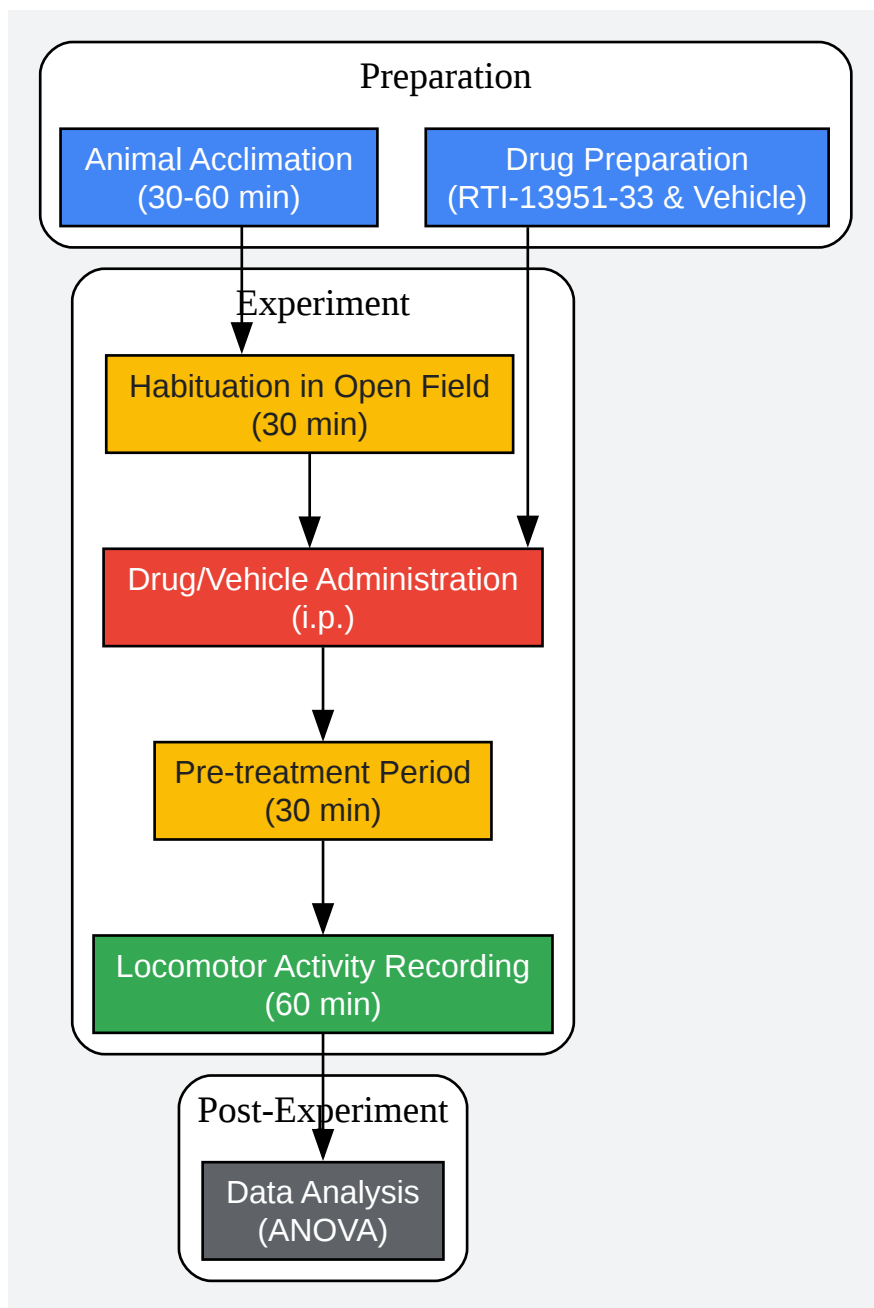 Preparation
Animal Acclimation
(30-60 min)
Drug Preparation
(RTI-13951-33 & Vehicle)
Experiment
Habituation in Open Field
(30 min)
Drug/Vehicle Administration
(i.p.)
Pre-treatment Period
(30 min)
Locomotor Activity Recording
(60 min)
Post-Experiment
Data Analysis
(ANOVA)